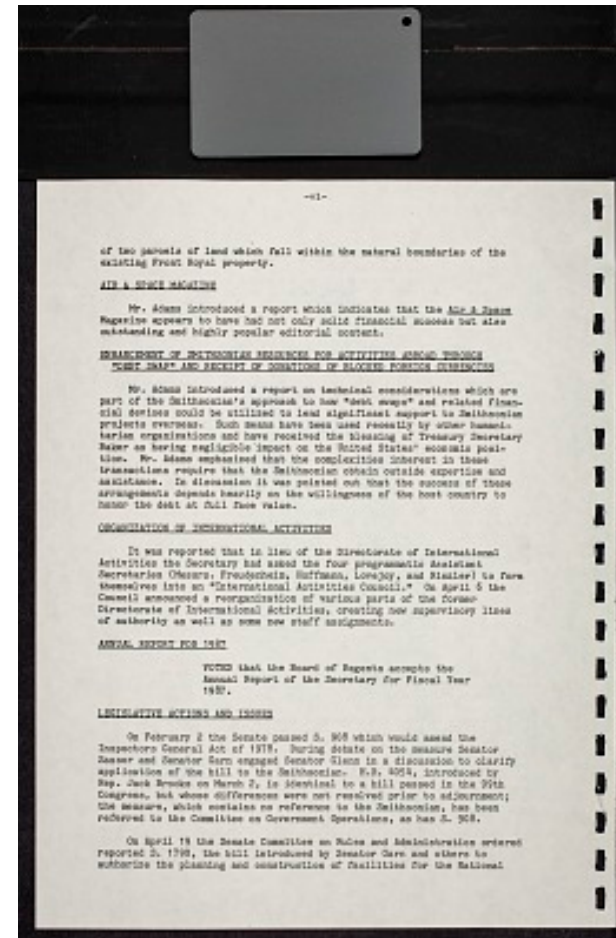 of two parcels of land which fall within the natural boundaries of the
existing Front Royal property.
AIR & SPACE MAGAZINE
Mr. Adams introduced a report which indicates that the Air & Space
Magazine appears to have had not only solid financial success but also
outstanding and highly popular editorial content.
ENHANCEMENT OF SMITHSONIAN RESOURCES FOR ACTIVITIES ABROAD THROUGH
"DEBT SWAP" AND RECEIPT OF DONATIONS OF BLOCKED FOREIGN CURRENCIES
Mr. Adams introduced a report on technical considerations which are
part of the Smithsonian's approach to how "debt swaps" and related finan-
cial devices could be utilized to lend significant support to Smithsonian
projects overseas. Such means have been used recently by other humani-
tarian organizations and have received the blessing of Treasury Secretary
Baker as having negligible impact on the United States' economic posi-
tion. Mr. Adams emphasized that the complexities interest in these
transactions require that the Smithsonian obtain outside expertise and
assistance. In discussion it was pointed out that the success of these
arrangements depends heavily on the willingness of the host country to
honor the debt at full face value.
ORGANIZATION OF INTERNATIONAL ACTIVITIES
It was reported that in lieu of the Directorate of International
Activities the Secretary had asked the four programmatic Assistant
Secretaries (Messrs. Freudenheim, Hoffmann, Lovejoy, and Rinzler) to form
themselves into an "International Activities Council." On April 5 the
Council announced a reorganization of various parts of the former
Directorate of International Activities, creating new supervisory lines
of authority as well as some new staff assignments.
ANNUAL REPORT FOR 1987
VOTED that the Board of Regents accepts the
Annual Report of the Secretary for Fiscal Year
1987.
LEGISLATIVE ACTIONS AND ISSUES
On February 2 the Senate passed S. 908 which would amend the
Inspectors General Act of 1978. During debate on the measure Senator
Sasser and Senator Garn engaged Senator Glenn in a discussion to clarify
application of the bill to the Smithsonian. H.R. 4054, introduced by
Rep. Jack Brooks on March 2, is identical to a bill passed in the 99th
Congress, but whose differences were not resolved prior to adjournment;
the measure, which contains no reference to the Smithsonian, has been
referred to the Committee on Government Operations, as has S. 908.
On April 19 the Senate Committee on Rules and Administration ordered
reported S. 1790, the bill introduced by Senator Garn and others to
authorize the planning and construction of facilities for the National